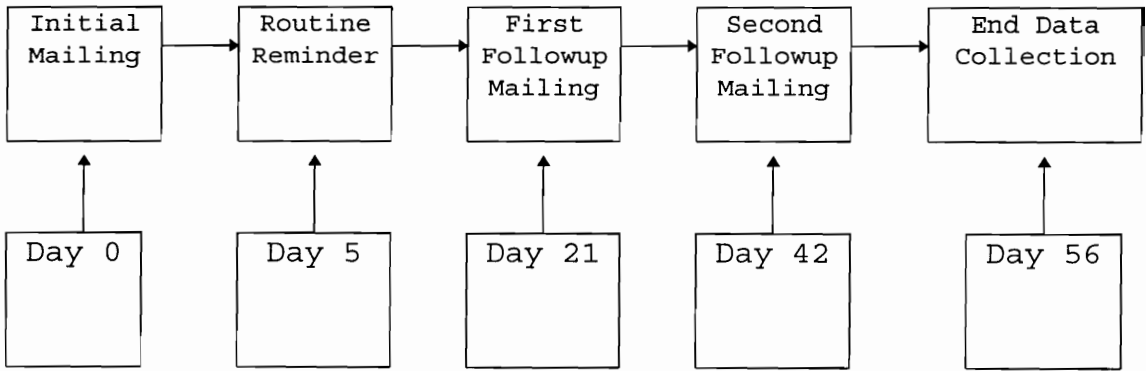 Initial
Mailing
Routine
Reminder
First
Followup
Mailing
Second
Followup
Mailing
End Data
Collection
Day 0
Day 5
Day 21
Day 42
Day 56